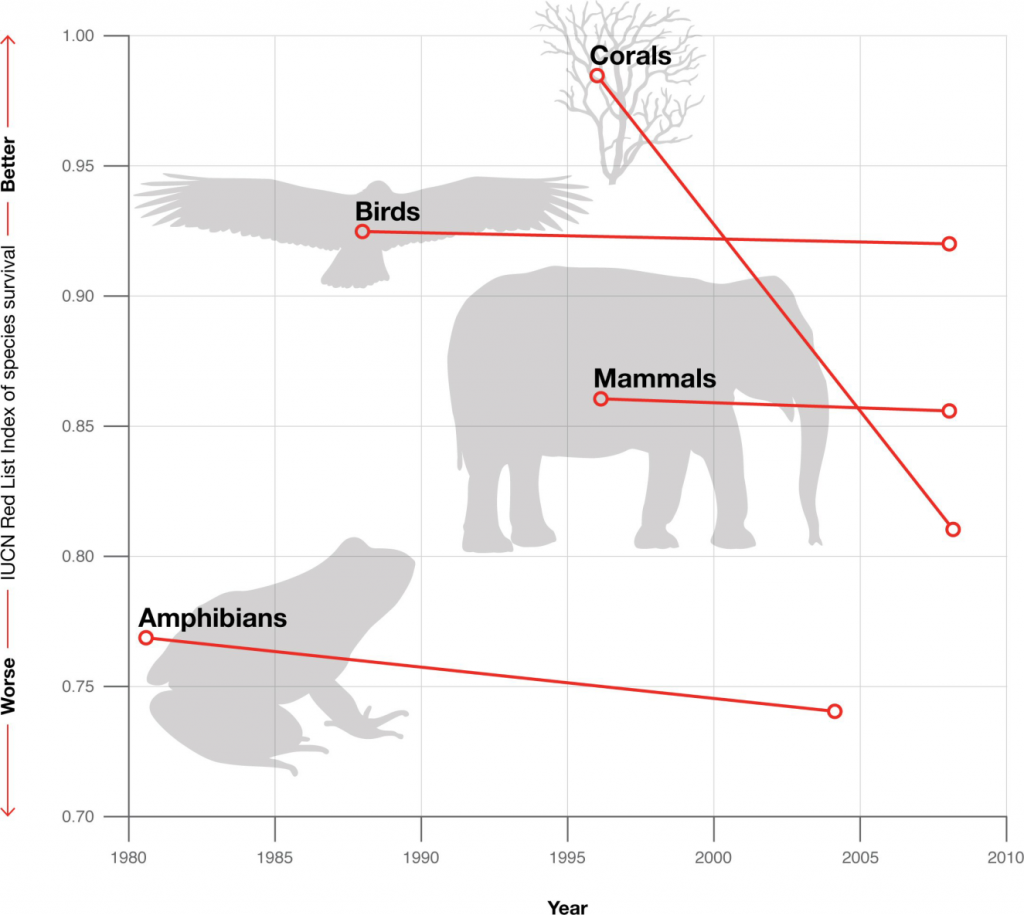 Better
IUCN Red List Index of species survival
Worse
1.00
0.95
0.90
0.85
0.80
0.75
0.70
Corals
Birds
Mammals
Amphibians
1980
1985
1990
1995
2000
2005
2010
Year